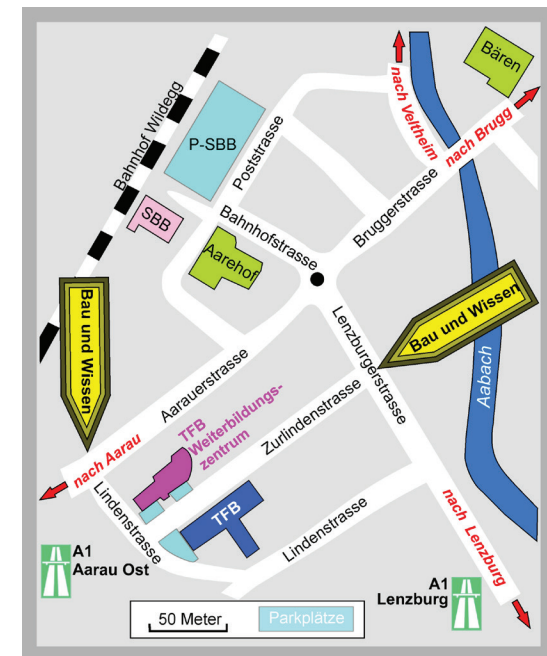 Bären
nach Veltheim
nach Brugg
Bahnhof Wildegg
P-SBB
Poststrasse
SBB
Bahnhofstrasse
Bruggerstrasse
Aarehof
Bau und Wissen
Bau und Wissen
Aarauerstrasse
Lenzburgerstrasse
Aabach
TFB
Weiterbildungs-
zentrum
Zurlindenstrasse
nach Aarau
Lindenstrasse
TFB
Lindenstrasse
nach Lenzburg
A1
Aarau Ost
A1
Lenzburg
50 Meter
Parkplätze